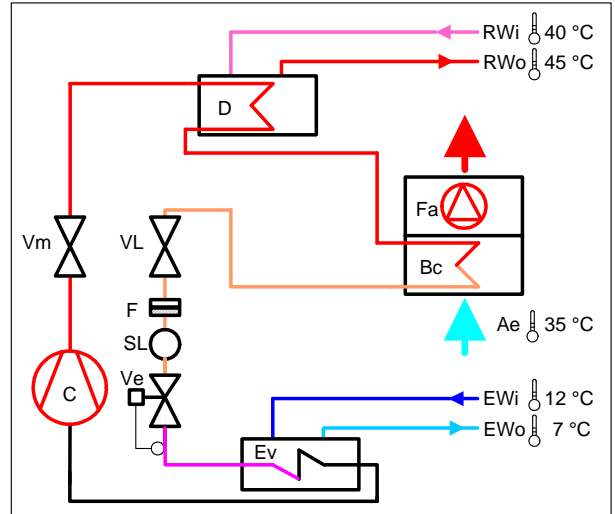 RWi 40 °C
RWo 45 °C
D
Fa
Vm
VL
Bc
F
Ae 35 °C
SL
Ve
C
EWi 12 °C
EWo 7 °C
Ev